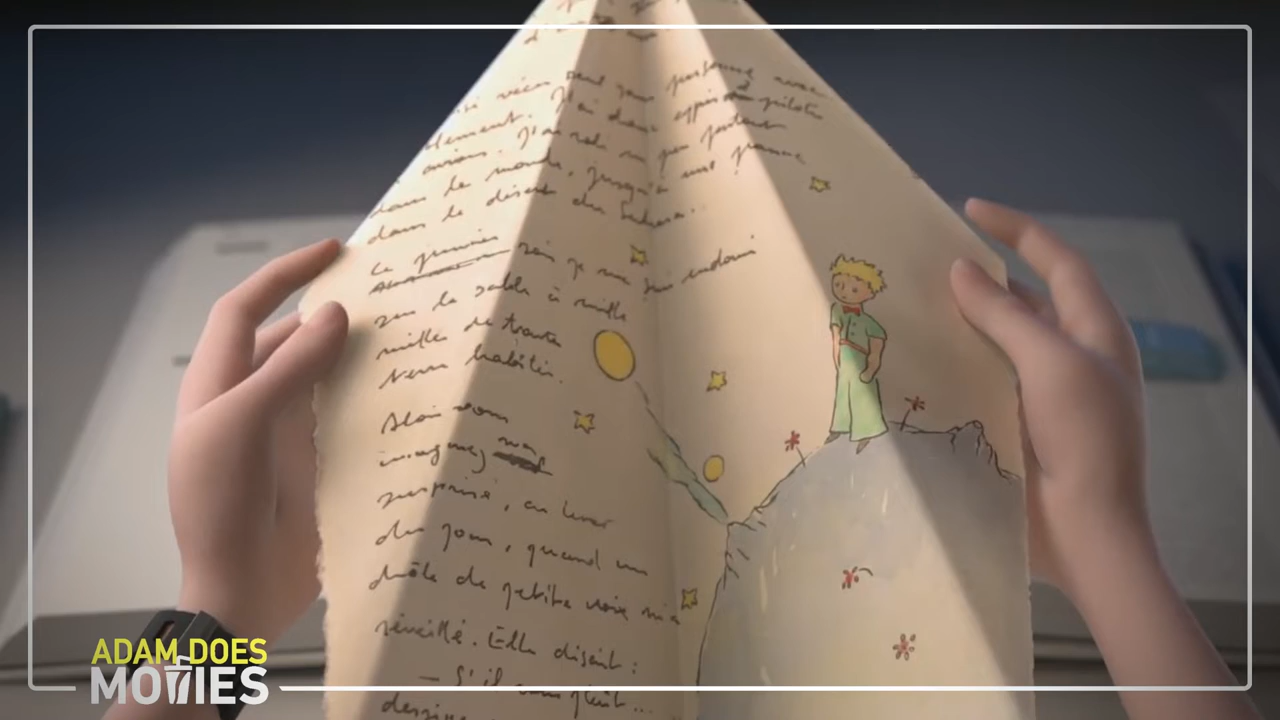 seul sans personne avec
J'ai donc appris à piloter
avions. J'ai volé un peu partout
dans le monde, jusqu'à une panne
dans le désert du Sahara.
Le premier soir je me suis endormi
sur le sable à mille
milles de toute
terre habitée.
Alors vous
imaginez ma
surprise, au lever
du jour, quand une
drôle de petite voix m'a
réveillé. Elle disait :
— S'il vous plaît...
dessine
ADAM DOES
MOVIES